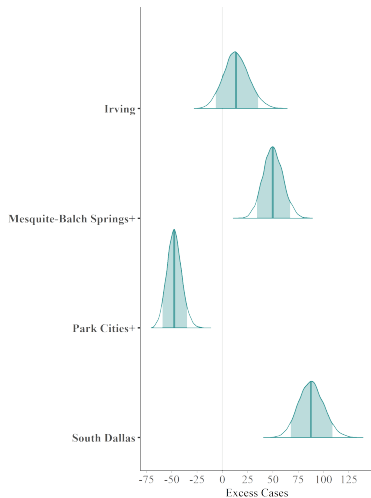 Irving
Mesquite-Balch Springs+
Park Cities+
South Dallas
-75 -50 -25 0 25 50 75 100 125
Excess Cases